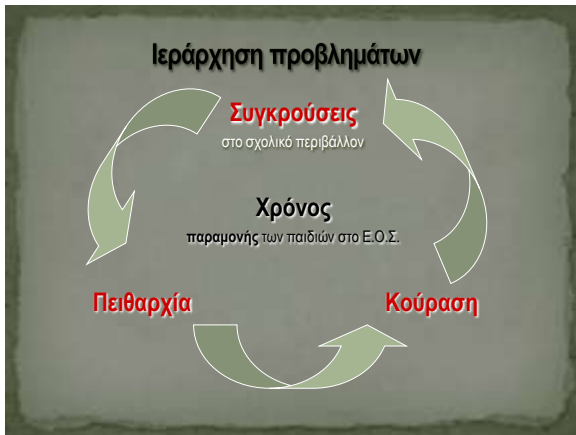 Ιεράρχηση προβλημάτων
Συγκρούσεις
στο σχολικό περιβάλλον
Χρόνος
παραμονής των παιδιών στο Ε.Ο.Σ.
Πειθαρχία
Κούραση